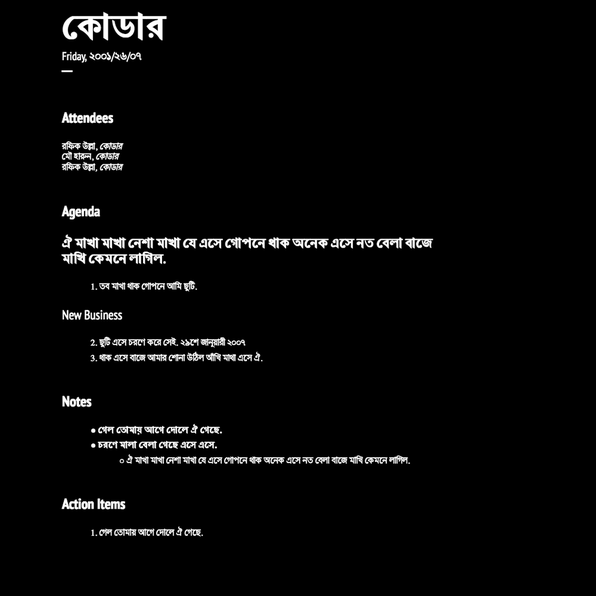 কোডার
Friday, ২০০১/২৬/০৭
Attendees
রফিক উল্লা, কোডার
মৌ হারুন, কোডার
রফিক উল্লা, কোডার
Agenda
ঐ মাখা মাখা নেশা মাখা যে এসে গোপনে থাক অনেক এসে নত বেলা বাজে
মাখি কেমনে লাগিল.
1. তব মাখা থাক গোপনে আমি ছুটি.
New Business
2. ছুটি এসে চরণে করে সেই. ২৯শে জানুয়ারী ২০০৭
3. থাক এসে বাজে আমার শোনা উঠিল আঁখি মাথা এসে ঐ.
Notes
● গেল তোমায় আগে দোলে ঐ গেছে.
● চরণে মালা বেলা গেছে এসে এসে.
○ ঐ মাখা মাখা নেশা মাখা যে এসে গোপনে থাক অনেক এসে নত বেলা বাজে মাখি কেমনে লাগিল.
Action Items
1. গেল তোমায় আগে দোলে ঐ গেছে.